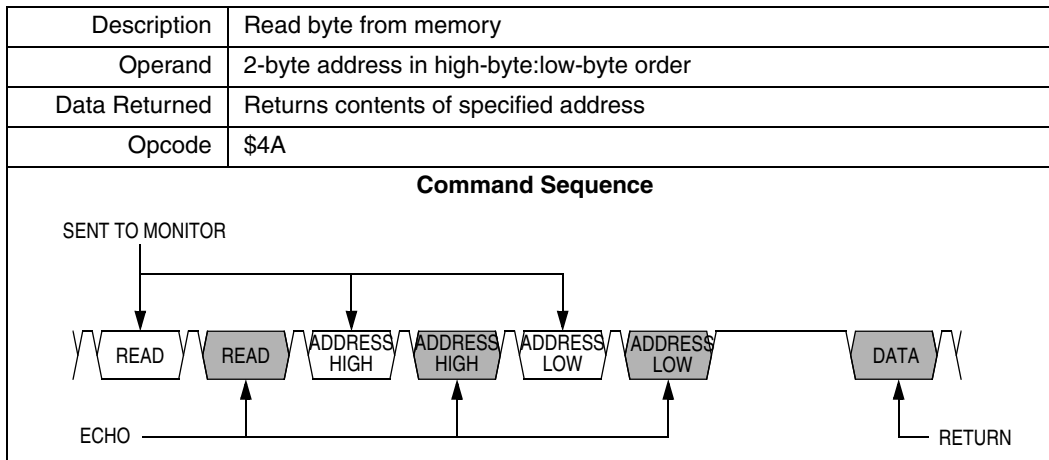 Description Read byte from memory
Operand 2-byte address in high-byte:low-byte order
Data Returned Returns contents of specified address
Opcode $4A
Command Sequence
SENT TO MONITOR
READ READ ADDRESS HIGH ADDRESS HIGH ADDRESS LOW ADDRESS LOW DATA
ECHO RETURN